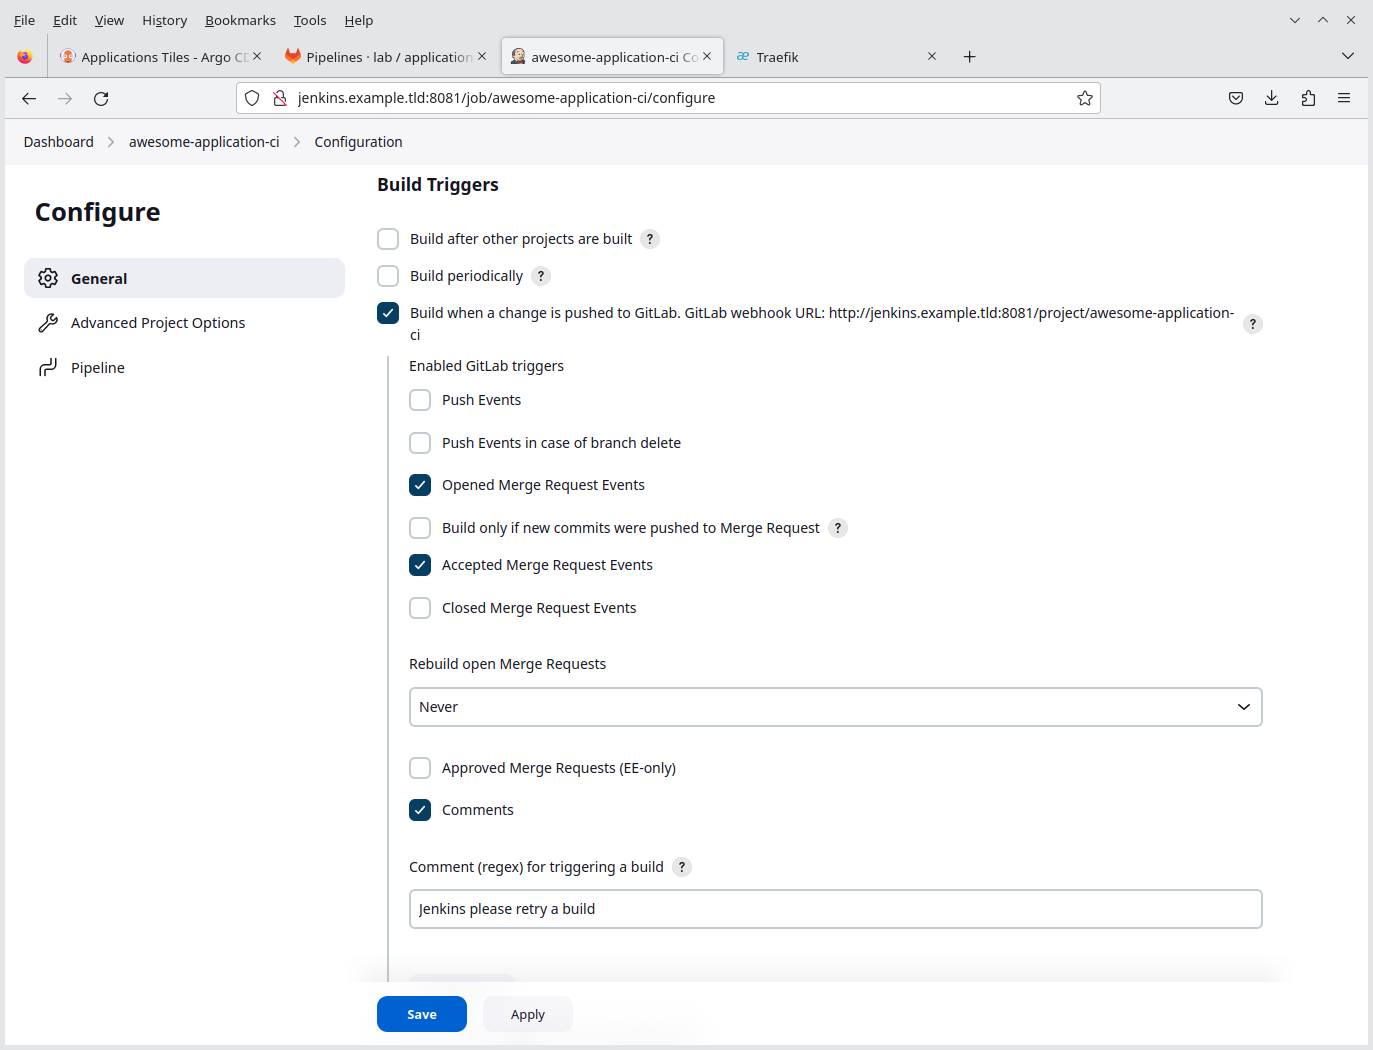 File Edit View History Bookmarks Tools Help
Applications Tiles - Argo CD
Pipelines · lab / application
awesome-application-ci Co
Traefik
jenkins.example.tld:8081/job/awesome-application-ci/configure
Dashboard awesome-application-ci Configuration
Configure
General
Advanced Project Options
Pipeline
Build Triggers
Build after other projects are built ?
Build periodically ?
Build when a change is pushed to GitLab. GitLab webhook URL: http://jenkins.example.tld:8081/project/awesome-application-
ci ?
Enabled GitLab triggers
Push Events
Push Events in case of branch delete
Opened Merge Request Events
Build only if new commits were pushed to Merge Request ?
Accepted Merge Request Events
Closed Merge Request Events
Rebuild open Merge Requests
Never
Approved Merge Requests (EE-only)
Comments
Comment (regex) for triggering a build ?
Jenkins please retry a build
Save Apply